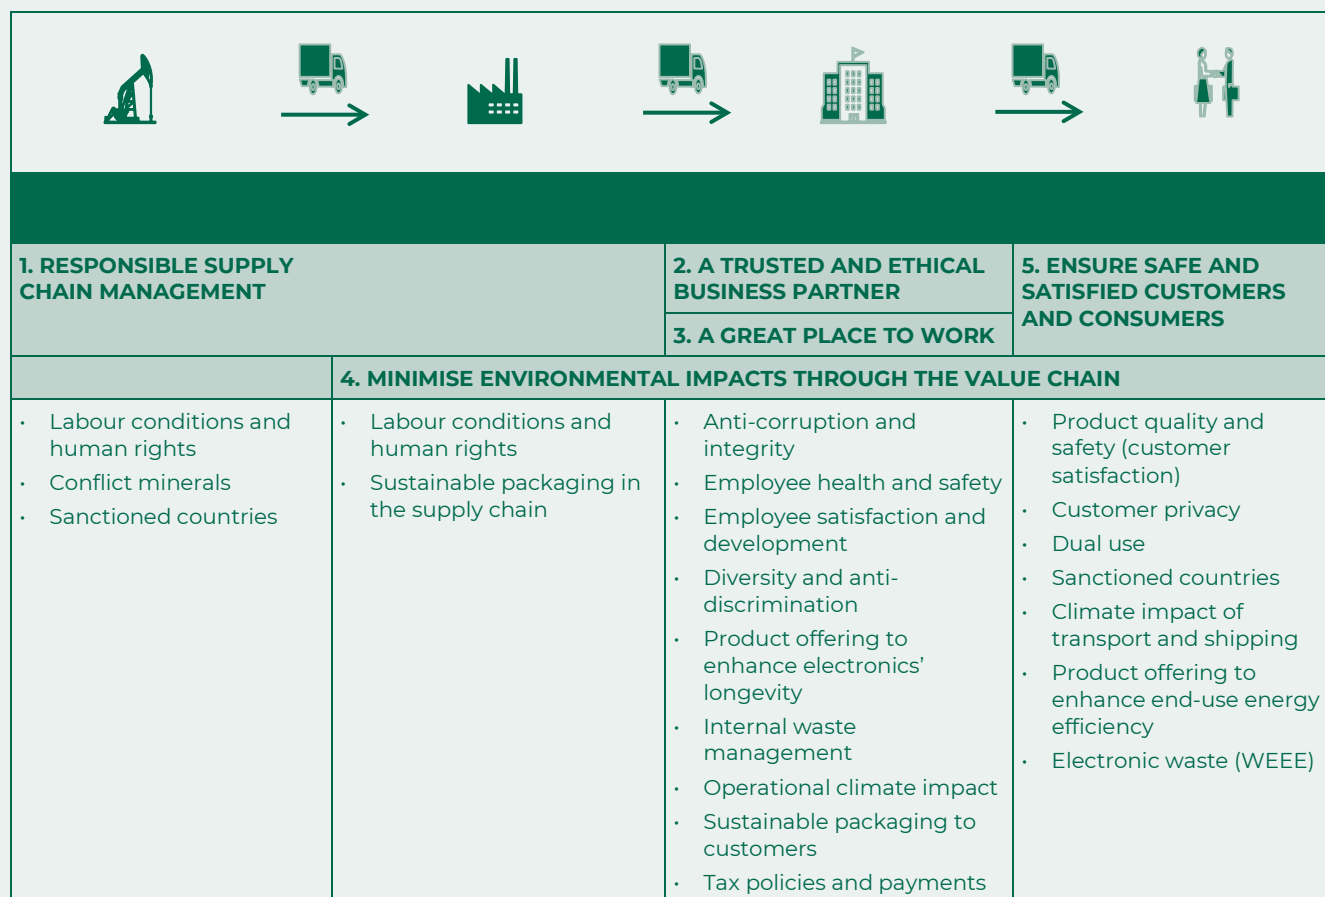 1. RESPONSIBLE SUPPLY
CHAIN MANAGEMENT
2. A TRUSTED AND ETHICAL
BUSINESS PARTNER
3. A GREAT PLACE TO WORK
5. ENSURE SAFE AND
SATISFIED CUSTOMERS
AND CONSUMERS
4. MINIMISE ENVIRONMENTAL IMPACTS THROUGH THE VALUE CHAIN
• Labour conditions and
human rights
• Conflict minerals
• Sanctioned countries
• Labour conditions and
human rights
• Sustainable packaging in
the supply chain
• Anti-corruption and
integrity
• Employee health and safety
• Employee satisfaction and
development
• Diversity and anti-
discrimination
• Product offering to
enhance electronics’
longevity
• Internal waste
management
• Operational climate impact
• Sustainable packaging to
customers
• Tax policies and payments
• Product quality and
safety (customer
satisfaction)
• Customer privacy
• Dual use
• Sanctioned countries
• Climate impact of
transport and shipping
• Product offering to
enhance end-use energy
efficiency
• Electronic waste (WEEE)